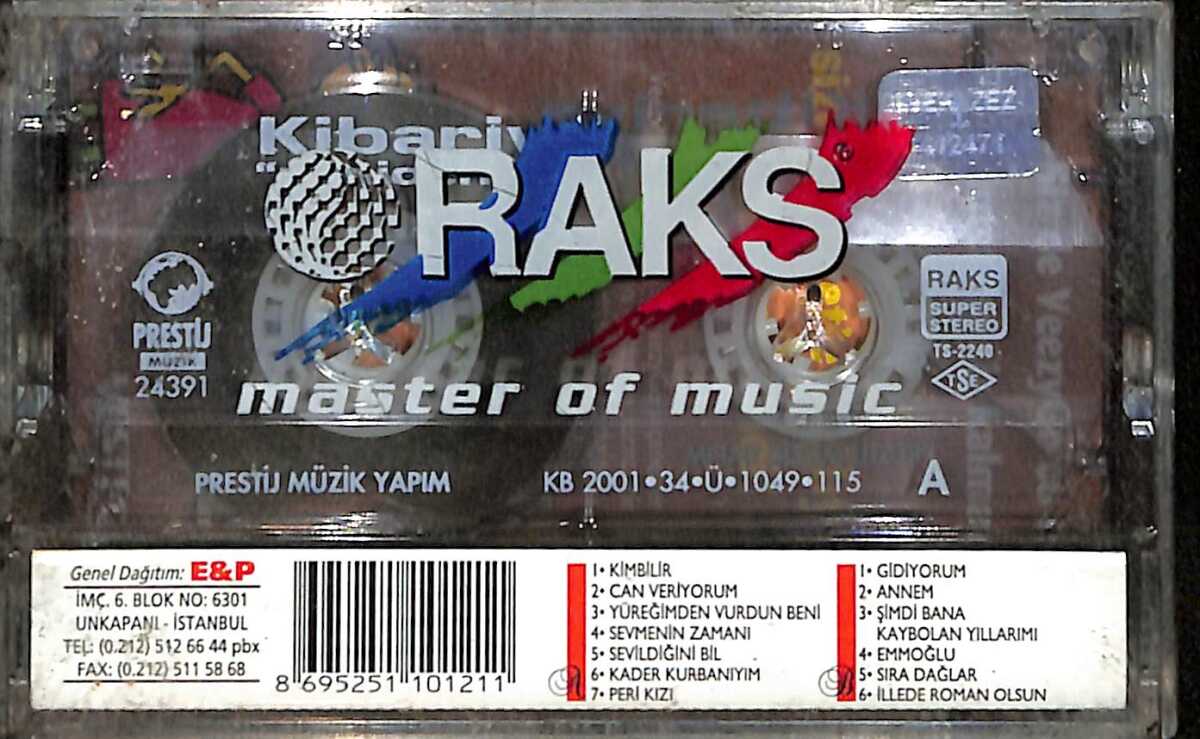 RAKS
master of music
PRESTİJ
MÜZİK
24391
RAKS
SUPER
STEREO
TS-2240
TSE
PRESTİJ MÜZİK YAPIM KB 2001•34•Ü•1049•115 A
Genel Dağıtım: E&P
İMÇ. 6. BLOK NO: 6301
UNKAPANI - İSTANBUL
TEL: (0.212) 512 66 44 pbx
FAX: (0.212) 511 58 68
8 695251 101211
1• KİMBİLİR
2• CAN VERİYORUM
3• YÜREĞİMDEN VURDUN BENİ
4• SEVMENİN ZAMANI
5• SEVİLDİĞİNİ BİL
6• KADER KURBANIYIM
7• PERİ KIZI
1• GİDİYORUM
2• ANNEM
3• ŞİMDİ BANA
KAYBOLAN YILLARIMI
4• EMMOĞLU
5• SIRA DAĞLAR
6• İLLEDE ROMAN OLSUN